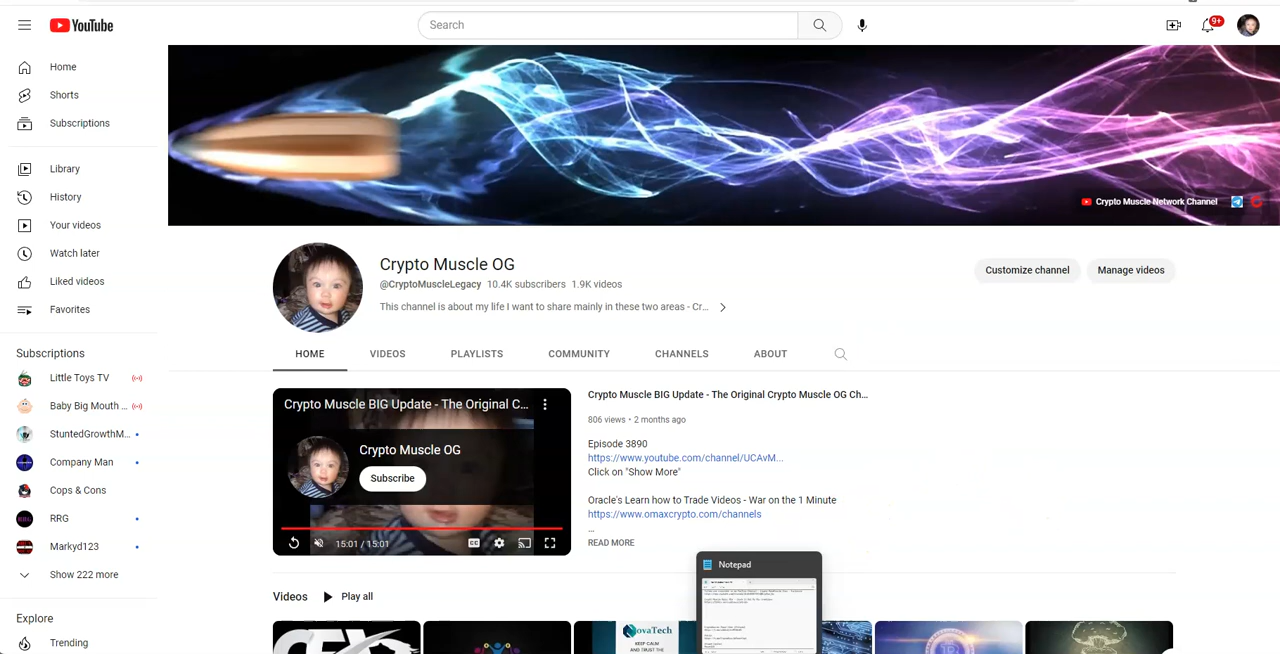 YouTube
Search
9+
Home
Shorts
Subscriptions
Library
History
Your videos
Watch later
Liked videos
Favorites
Subscriptions
Little Toys TV
Baby Big Mouth ...
StuntedGrowthM...
Company Man
Cops & Cons
RRG
Markyd123
Show 222 more
Explore
Trending
Crypto Muscle Network Channel
Crypto Muscle OG
@CryptoMuscleLegacy 10.4K subscribers 1.9K videos
This channel is about my life I want to share mainly in these two areas - Cr...
Customize channel
Manage videos
HOME VIDEOS PLAYLISTS COMMUNITY CHANNELS ABOUT
Crypto Muscle BIG Update - The Original C...
Crypto Muscle OG
Subscribe
15:01 / 15:01
CC
Crypto Muscle BIG Update - The Original Crypto Muscle OG Ch...
806 views • 2 months ago
Episode 3890
https://www.youtube.com/channel/UCAvM...
Click on "Show More"
Oracle's Learn how to Trade Videos - War on the 1 Minute
https://www.omaxcrypto.com/channels
...
READ MORE
Notepad
Videos Play all
NovaTech
KEEP CALM
AND TRUST THE